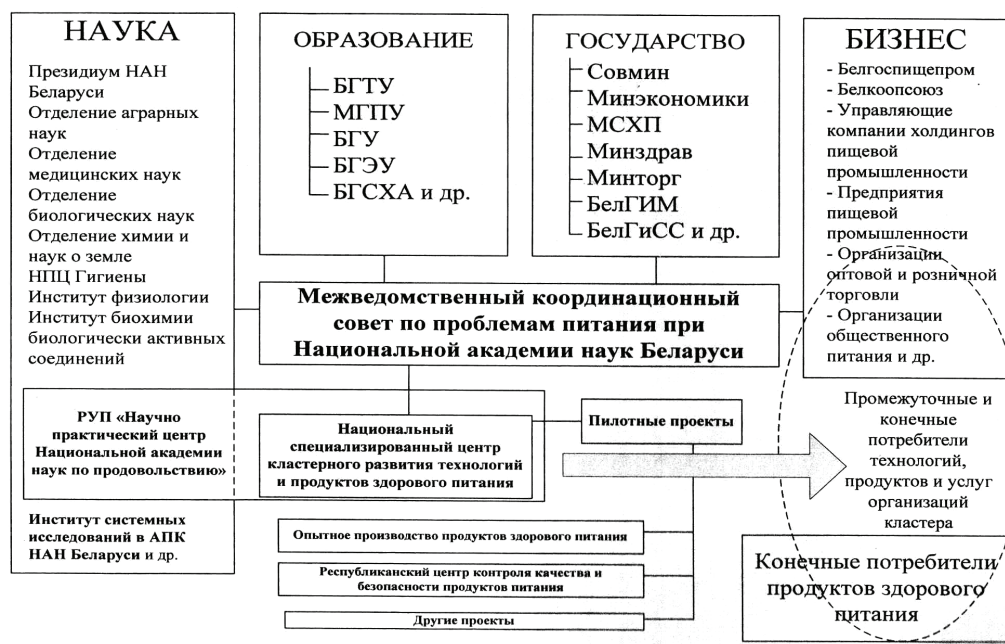 НАУКА
Президиум НАН
Беларуси
Отделение аграрных
наук
Отделение
медицинских наук
Отделение
биологических наук
Отделение химии и
наук о земле
НПЦ Гигиены
Институт физиологии
Институт биохимии
биологически активных
соединений
ОБРАЗОВАНИЕ
БГТУ
МГПУ
БГУ
БГЭУ
БГСХА и др.
ГОСУДАРСТВО
Совмин
Минэкономики
МСХП
Минздрав
Минторг
БелГИМ
БелГиСС и др.
БИЗНЕС
- Белгоспищепром
- Белкоопсоюз
- Управляющие
компании холдингов
пищевой
промышленности
- Предприятия
пищевой
промышленности
- Организации
оптовой и розничной
торговли
- Организации
общественного
питания и др.
Межведомственный координационный
совет по проблемам питания при
Национальной академии наук Беларуси
РУП «Научно
практический центр
Национальной академии
наук по продовольствию»
Национальный
специализированный центр
кластерного развития технологий
и продуктов здорового питания
Пилотные проекты
Промежуточные и
конечные
потребители
технологий,
продуктов и услуг
организаций
кластера
Институт системных
исследований в АПК
НАН Беларуси и др.
Опытное производство продуктов здорового питания
Республиканский центр контроля качества и
безопасности продуктов питания
Другие проекты
Конечные потребители
продуктов здорового
питания